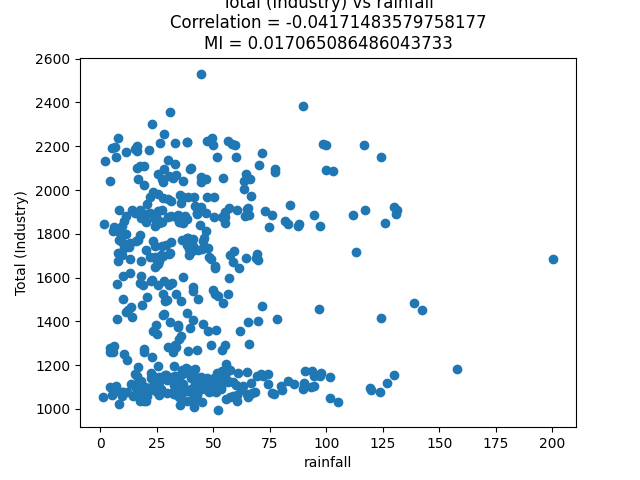 Total (Industry) vs rainfall
Correlation = -0.04171483579758177
MI = 0.017065086486043733
2600
2400
2200
2000
1800
1600
1400
1200
1000
Total (Industry)
0 25 50 75 100 125 150 175 200
rainfall